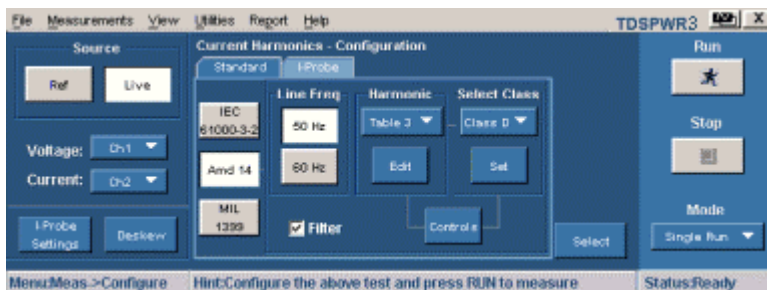 File Measurements View Utilities Report Help TDSPWR3 X
Source
Ref Live
Voltage: Ch1
Current: Ch2
I-Probe Settings
Deskew
Current Harmonics - Configuration
Standard I-Probe
IEC 61000-3-2
Amd 14
MIL 1399
Line Freq
50 Hz
60 Hz
Filter
Harmonic
Table 3
Edit
Select Class
Class D
Set
Controls
Select
Run
Stop
Mode
Single Run
Menu:Meas->Configure Hint:Configure the above test and press RUN to measure Status:Ready